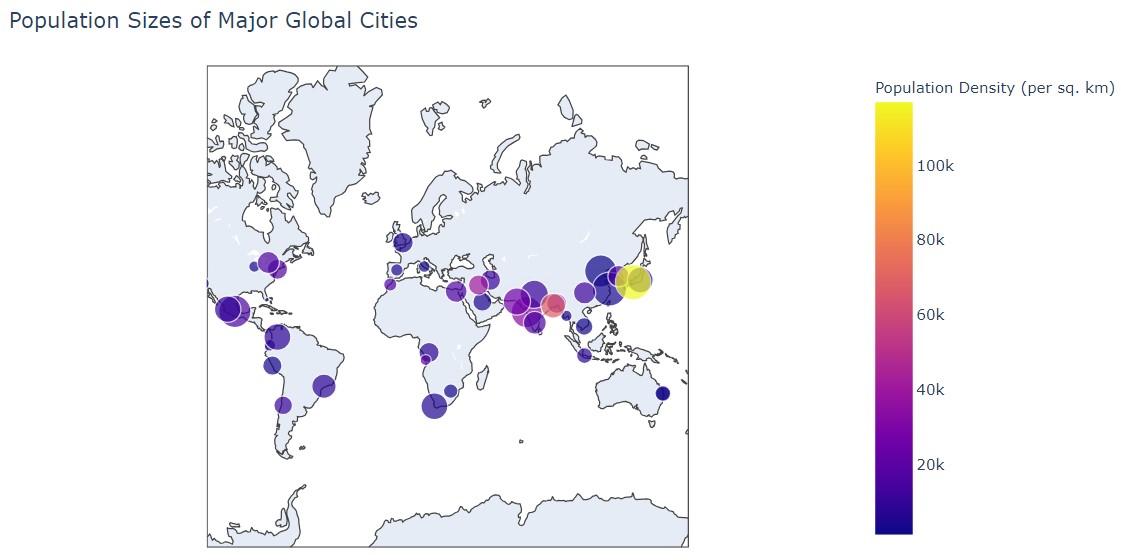 Population Sizes of Major Global Cities
Population Density (per sq. km)
100k
80k
60k
40k
20k